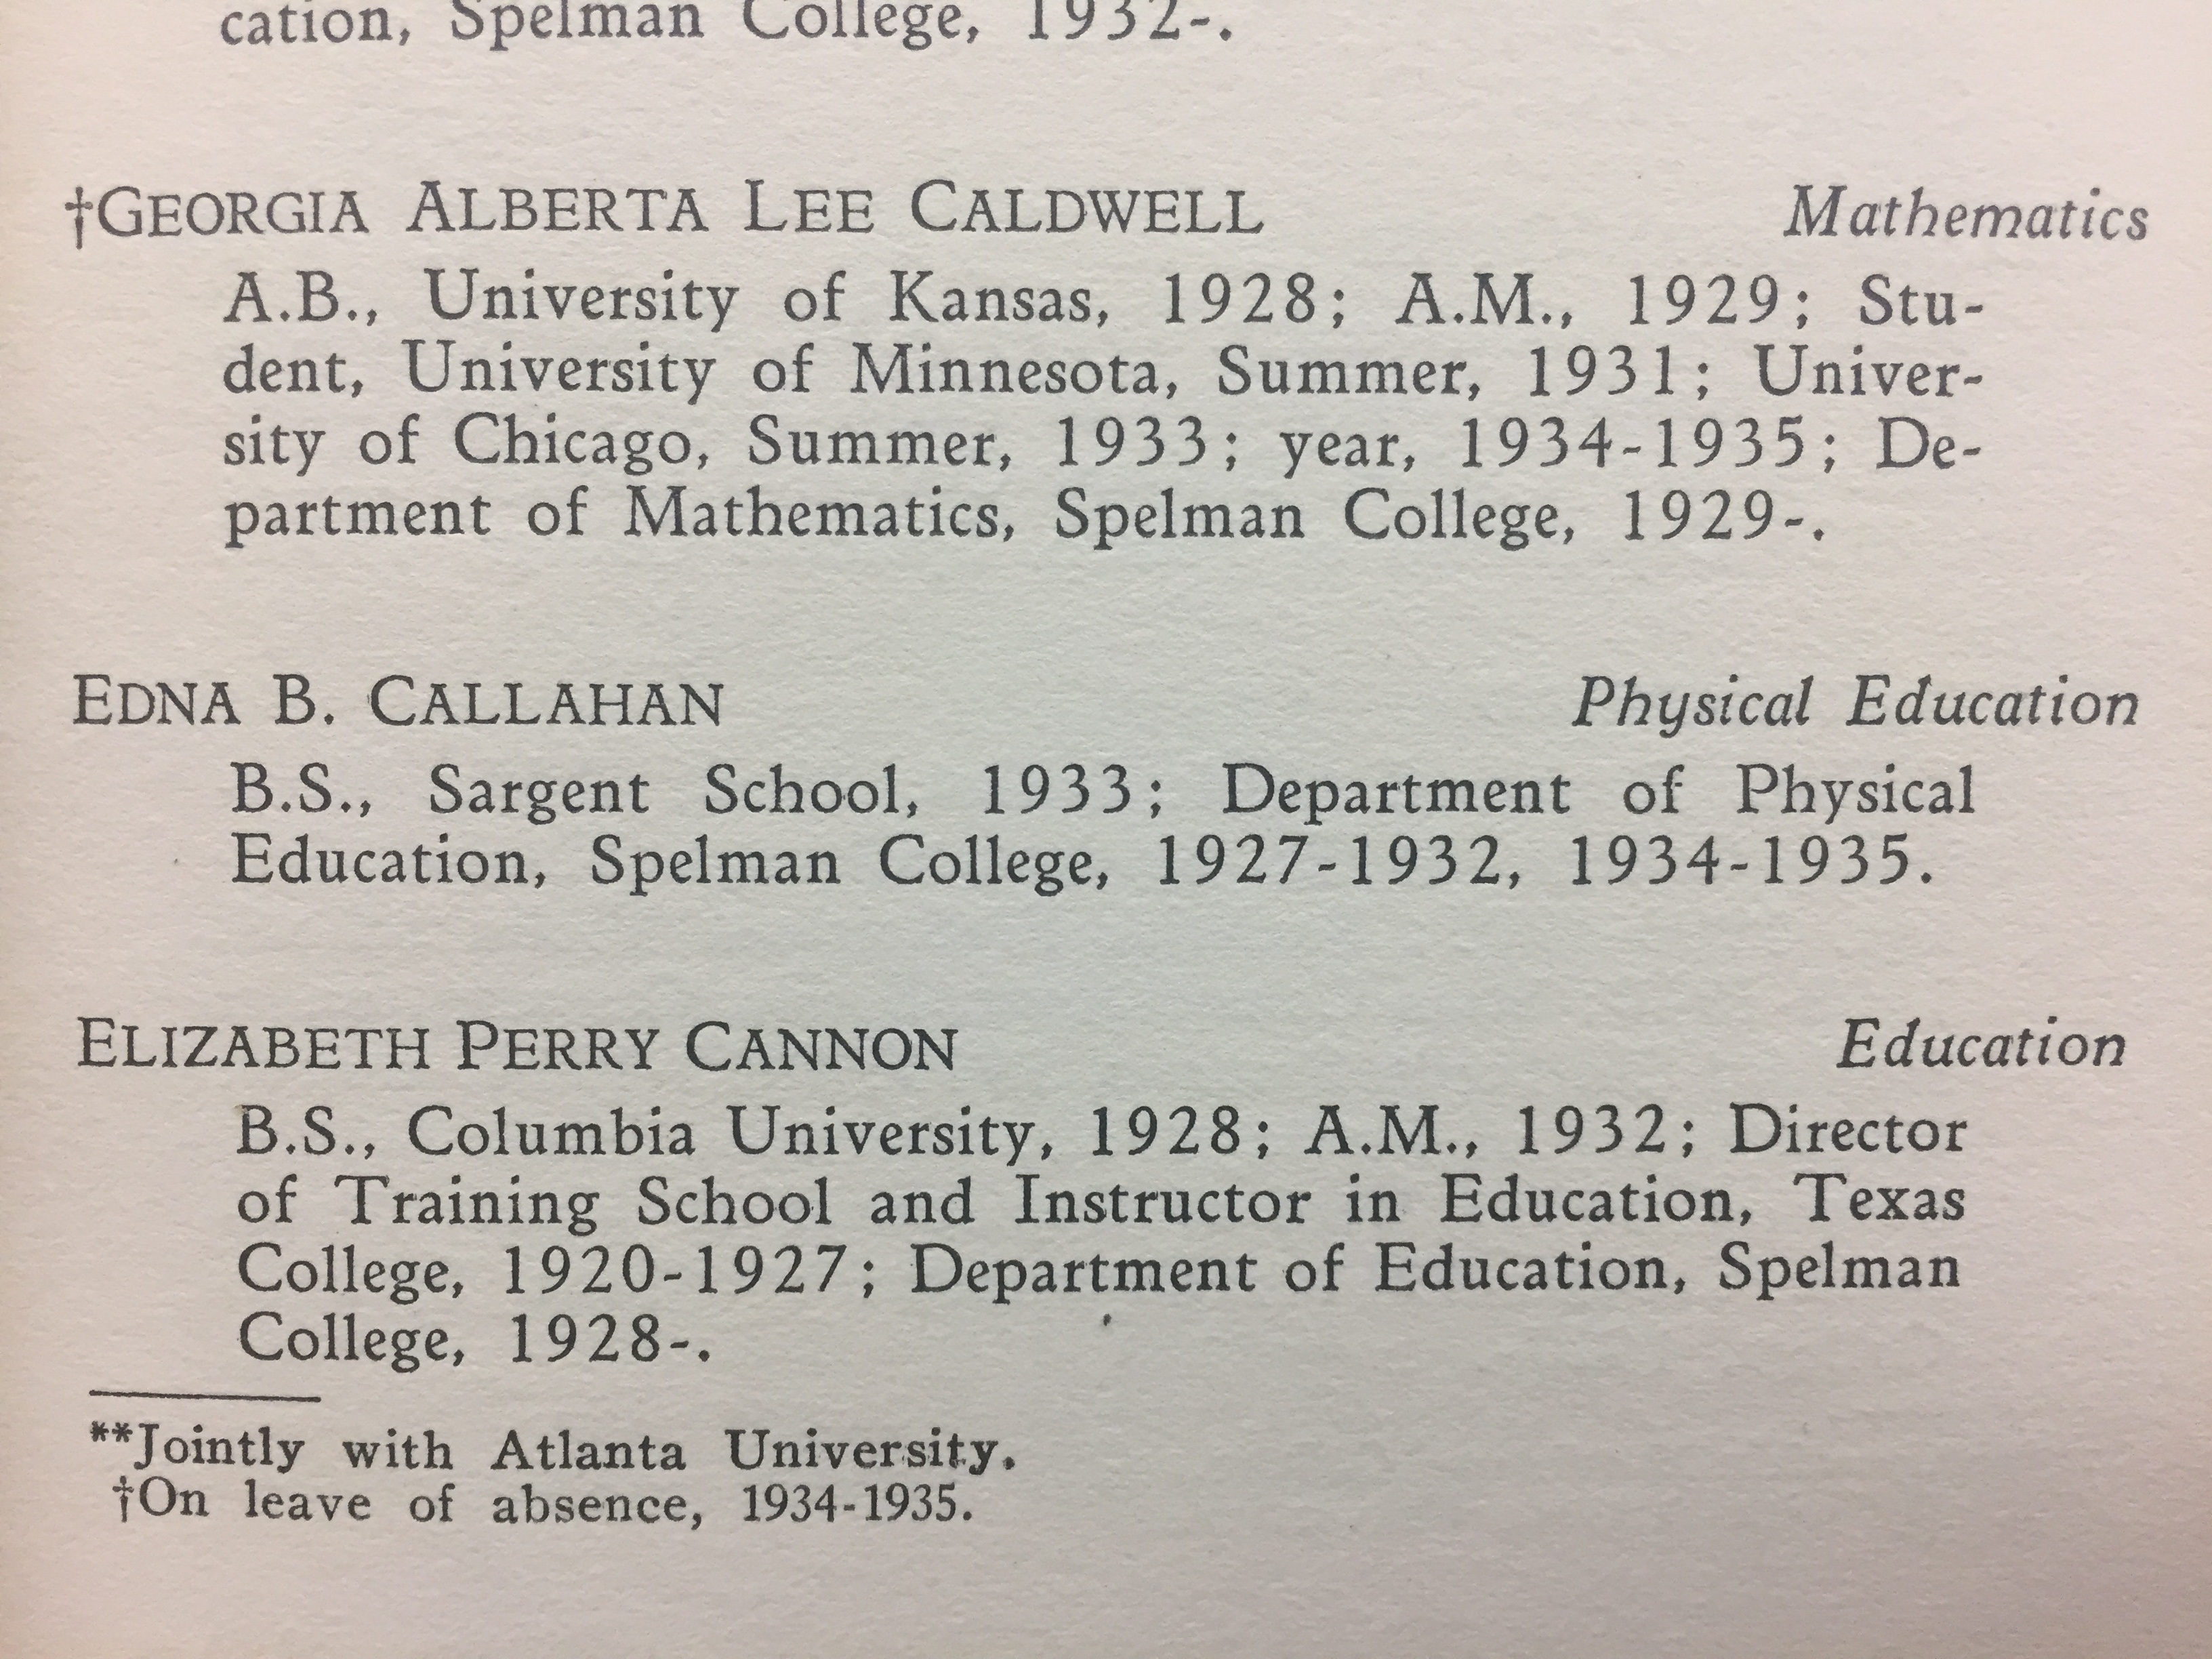 cation, Spelman College, 1932-.
†GEORGIA ALBERTA LEE CALDWELL Mathematics
A.B., University of Kansas, 1928; A.M., 1929; Stu-
dent, University of Minnesota, Summer, 1931; Univer-
sity of Chicago, Summer, 1933; year, 1934-1935; De-
partment of Mathematics, Spelman College, 1929-.
EDNA B. CALLAHAN Physical Education
B.S., Sargent School, 1933; Department of Physical
Education, Spelman College, 1927-1932, 1934-1935.
ELIZABETH PERRY CANNON Education
B.S., Columbia University, 1928; A.M., 1932; Director
of Training School and Instructor in Education, Texas
College, 1920-1927; Department of Education, Spelman
College, 1928-.
**Jointly with Atlanta University.
†On leave of absence, 1934-1935.